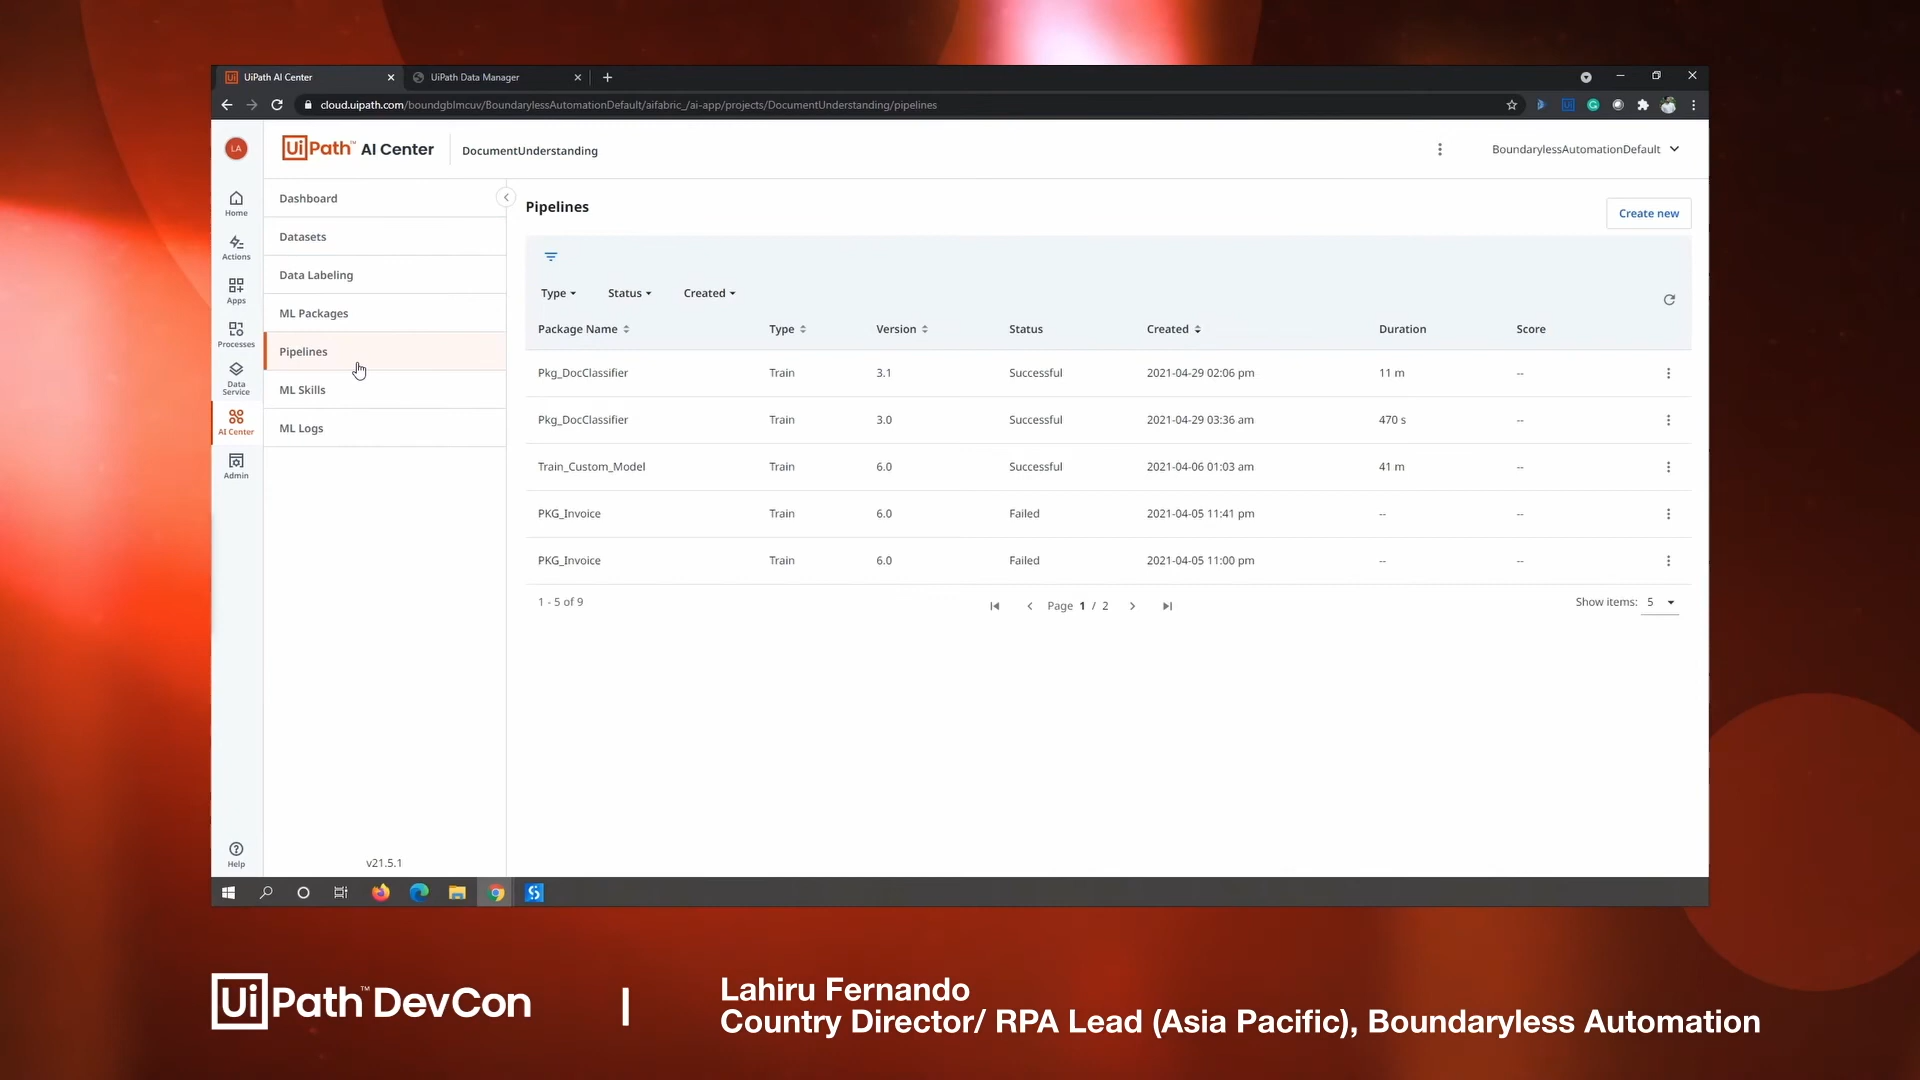 UiPath AI Center
UiPath Data Manager
cloud.uipath.com/boundgblmcuv/BoundarylessAutomationDefault/aifabric_/ai-app/projects/DocumentUnderstanding/pipelines
LA
UiPath™ AI Center
DocumentUnderstanding
BoundarylessAutomationDefault
Home
Actions
Apps
Processes
Data
Service
AI Center
Admin
Help
Dashboard
Datasets
Data Labeling
ML Packages
Pipelines
ML Skills
ML Logs
v21.5.1
Pipelines
Create new
Type Status Created
Package Name Type Version Status Created Duration Score
Pkg_DocClassifier Train 3.1 Successful 2021-04-29 02:06 pm 11 m --
Pkg_DocClassifier Train 3.0 Successful 2021-04-29 03:36 am 470 s --
Train_Custom_Model Train 6.0 Successful 2021-04-06 01:03 am 41 m --
PKG_Invoice Train 6.0 Failed 2021-04-05 11:41 pm -- --
PKG_Invoice Train 6.0 Failed 2021-04-05 11:00 pm -- --
1 - 5 of 9
Page 1 / 2
Show items: 5
UiPath™ DevCon
Lahiru Fernando
Country Director/ RPA Lead (Asia Pacific), Boundaryless Automation